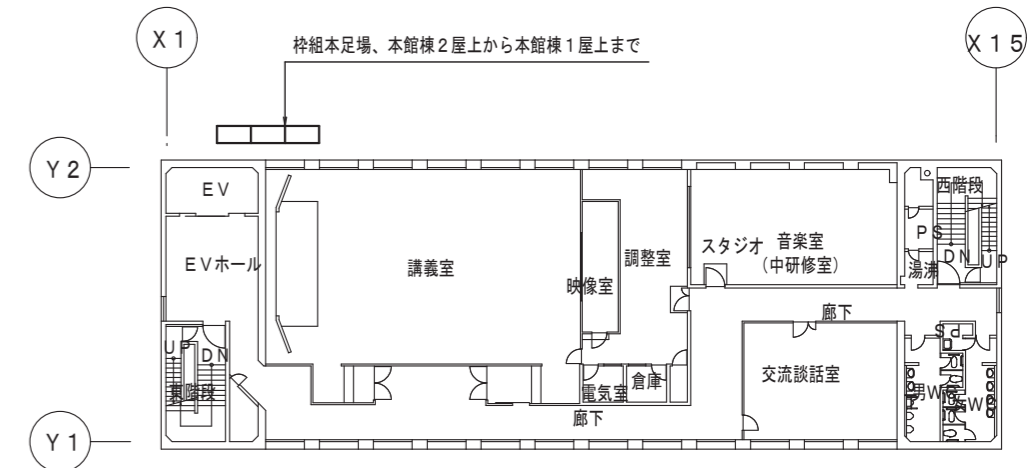 X1
X15
枠組本足場、本館棟2屋上から本館棟1屋上まで
Y2
EV
西階段
PS
EVホール
講義室
調整室
スタジオ
音楽室
(中研修室)
DN
UP
湯沸
映像室
廊下
SK
UP
DN
東階段
電気室
倉庫
交流談話室
男WC
廊下
Y1